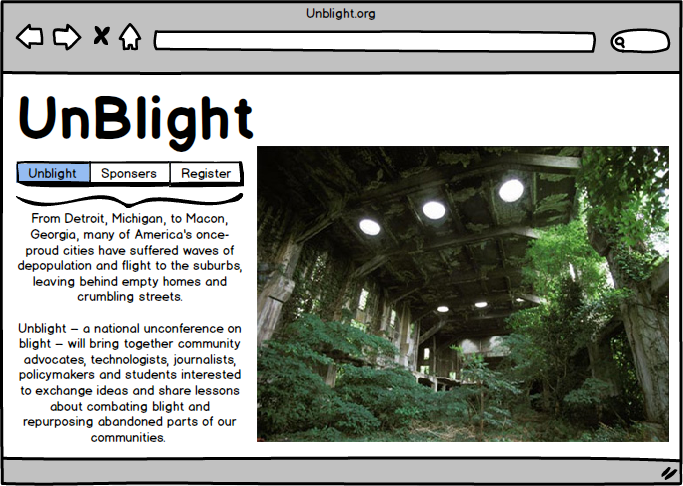 Unblight.org
UnBlight
Unblight Sponsers Register
From Detroit, Michigan, to Macon,
Georgia, many of America's once-
proud cities have suffered waves of
depopulation and flight to the suburbs,
leaving behind empty homes and
crumbling streets.
Unblight – a national unconference on
blight – will bring together community
advocates, technologists, journalists,
policymakers and students interested
to exchange ideas and share lessons
about combating blight and
repurposing abandoned parts of our
communities.